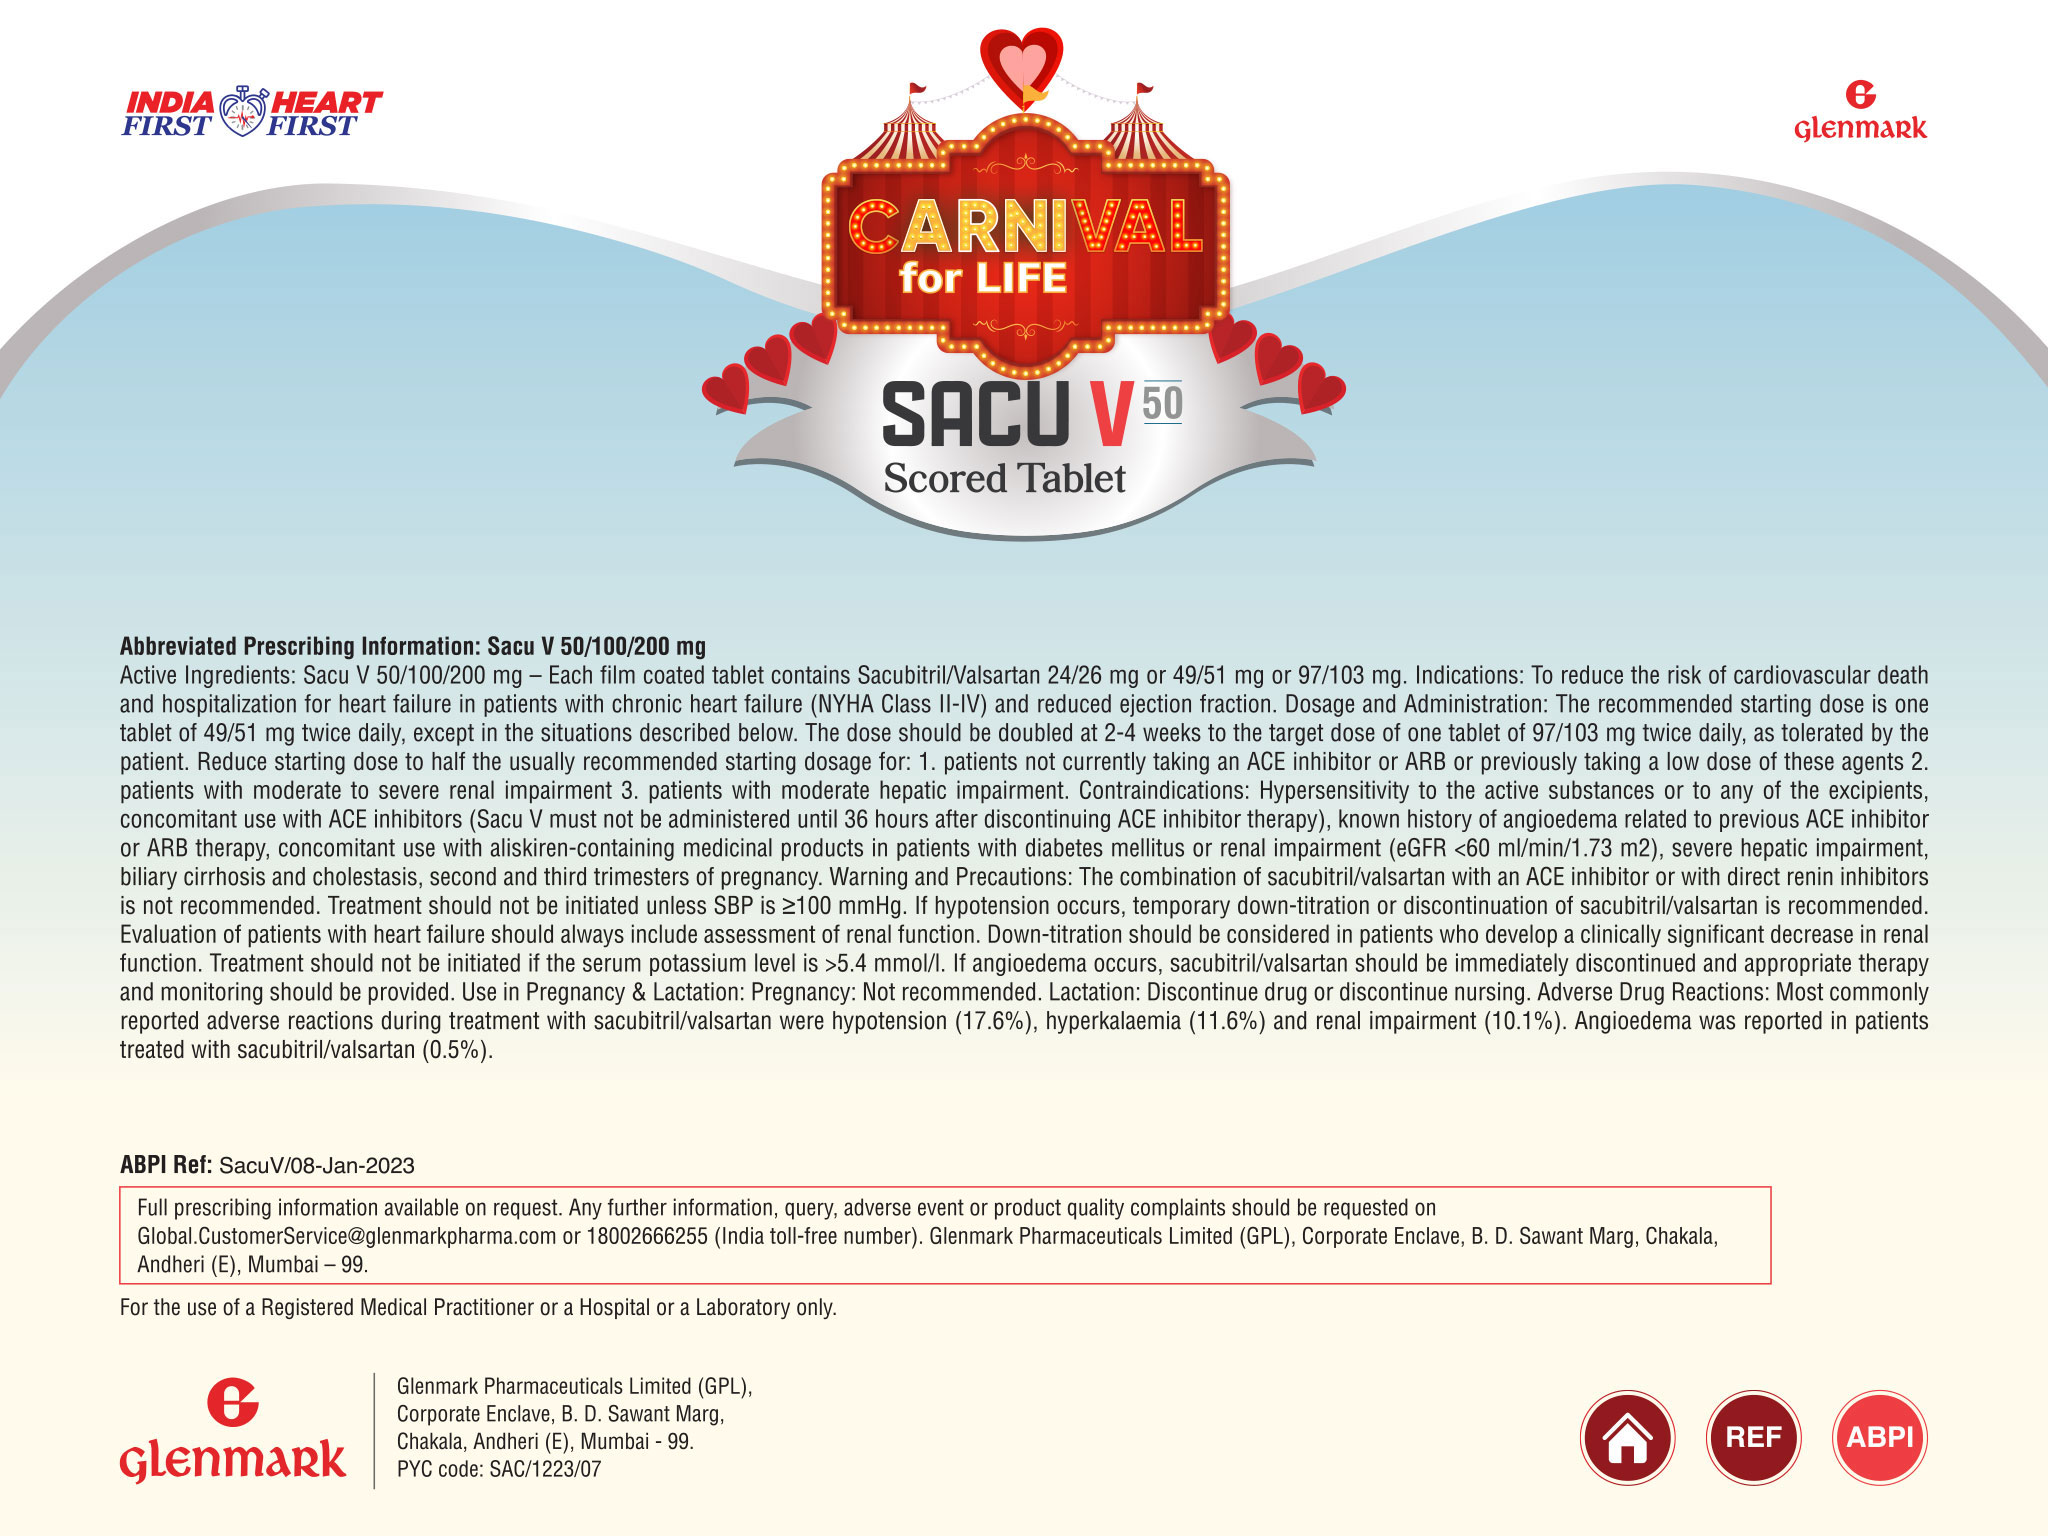 INDIA HEART
FIRST FIRST
glenmark
CARNIVAL
for LIFE
SACU V 50
Scored Tablet
Abbreviated Prescribing Information: Sacu V 50/100/200 mg
Active Ingredients: Sacu V 50/100/200 mg – Each film coated tablet contains Sacubitril/Valsartan 24/26 mg or 49/51 mg or 97/103 mg. Indications: To reduce the risk of cardiovascular death
and hospitalization for heart failure in patients with chronic heart failure (NYHA Class II-IV) and reduced ejection fraction. Dosage and Administration: The recommended starting dose is one
tablet of 49/51 mg twice daily, except in the situations described below. The dose should be doubled at 2-4 weeks to the target dose of one tablet of 97/103 mg twice daily, as tolerated by the
patient. Reduce starting dose to half the usually recommended starting dosage for: 1. patients not currently taking an ACE inhibitor or ARB or previously taking a low dose of these agents 2.
patients with moderate to severe renal impairment 3. patients with moderate hepatic impairment. Contraindications: Hypersensitivity to the active substances or to any of the excipients,
concomitant use with ACE inhibitors (Sacu V must not be administered until 36 hours after discontinuing ACE inhibitor therapy), known history of angioedema related to previous ACE inhibitor
or ARB therapy, concomitant use with aliskiren-containing medicinal products in patients with diabetes mellitus or renal impairment (eGFR <60 ml/min/1.73 m2), severe hepatic impairment,
biliary cirrhosis and cholestasis, second and third trimesters of pregnancy. Warning and Precautions: The combination of sacubitril/valsartan with an ACE inhibitor or with direct renin inhibitors
is not recommended. Treatment should not be initiated unless SBP is ≥100 mmHg. If hypotension occurs, temporary down-titration or discontinuation of sacubitril/valsartan is recommended.
Evaluation of patients with heart failure should always include assessment of renal function. Down-titration should be considered in patients who develop a clinically significant decrease in renal
function. Treatment should not be initiated if the serum potassium level is >5.4 mmol/l. If angioedema occurs, sacubitril/valsartan should be immediately discontinued and appropriate therapy
and monitoring should be provided. Use in Pregnancy & Lactation: Pregnancy: Not recommended. Lactation: Discontinue drug or discontinue nursing. Adverse Drug Reactions: Most commonly
reported adverse reactions during treatment with sacubitril/valsartan were hypotension (17.6%), hyperkalaemia (11.6%) and renal impairment (10.1%). Angioedema was reported in patients
treated with sacubitril/valsartan (0.5%).
ABPI Ref: SacuV/08-Jan-2023
Full prescribing information available on request. Any further information, query, adverse event or product quality complaints should be requested on
Global.CustomerService@glenmarkpharma.com or 18002666255 (India toll-free number). Glenmark Pharmaceuticals Limited (GPL), Corporate Enclave, B. D. Sawant Marg, Chakala,
Andheri (E), Mumbai – 99.
For the use of a Registered Medical Practitioner or a Hospital or a Laboratory only.
glenmark
Glenmark Pharmaceuticals Limited (GPL),
Corporate Enclave, B. D. Sawant Marg,
Chakala, Andheri (E), Mumbai - 99.
PYC code: SAC/1223/07
REF
ABPI